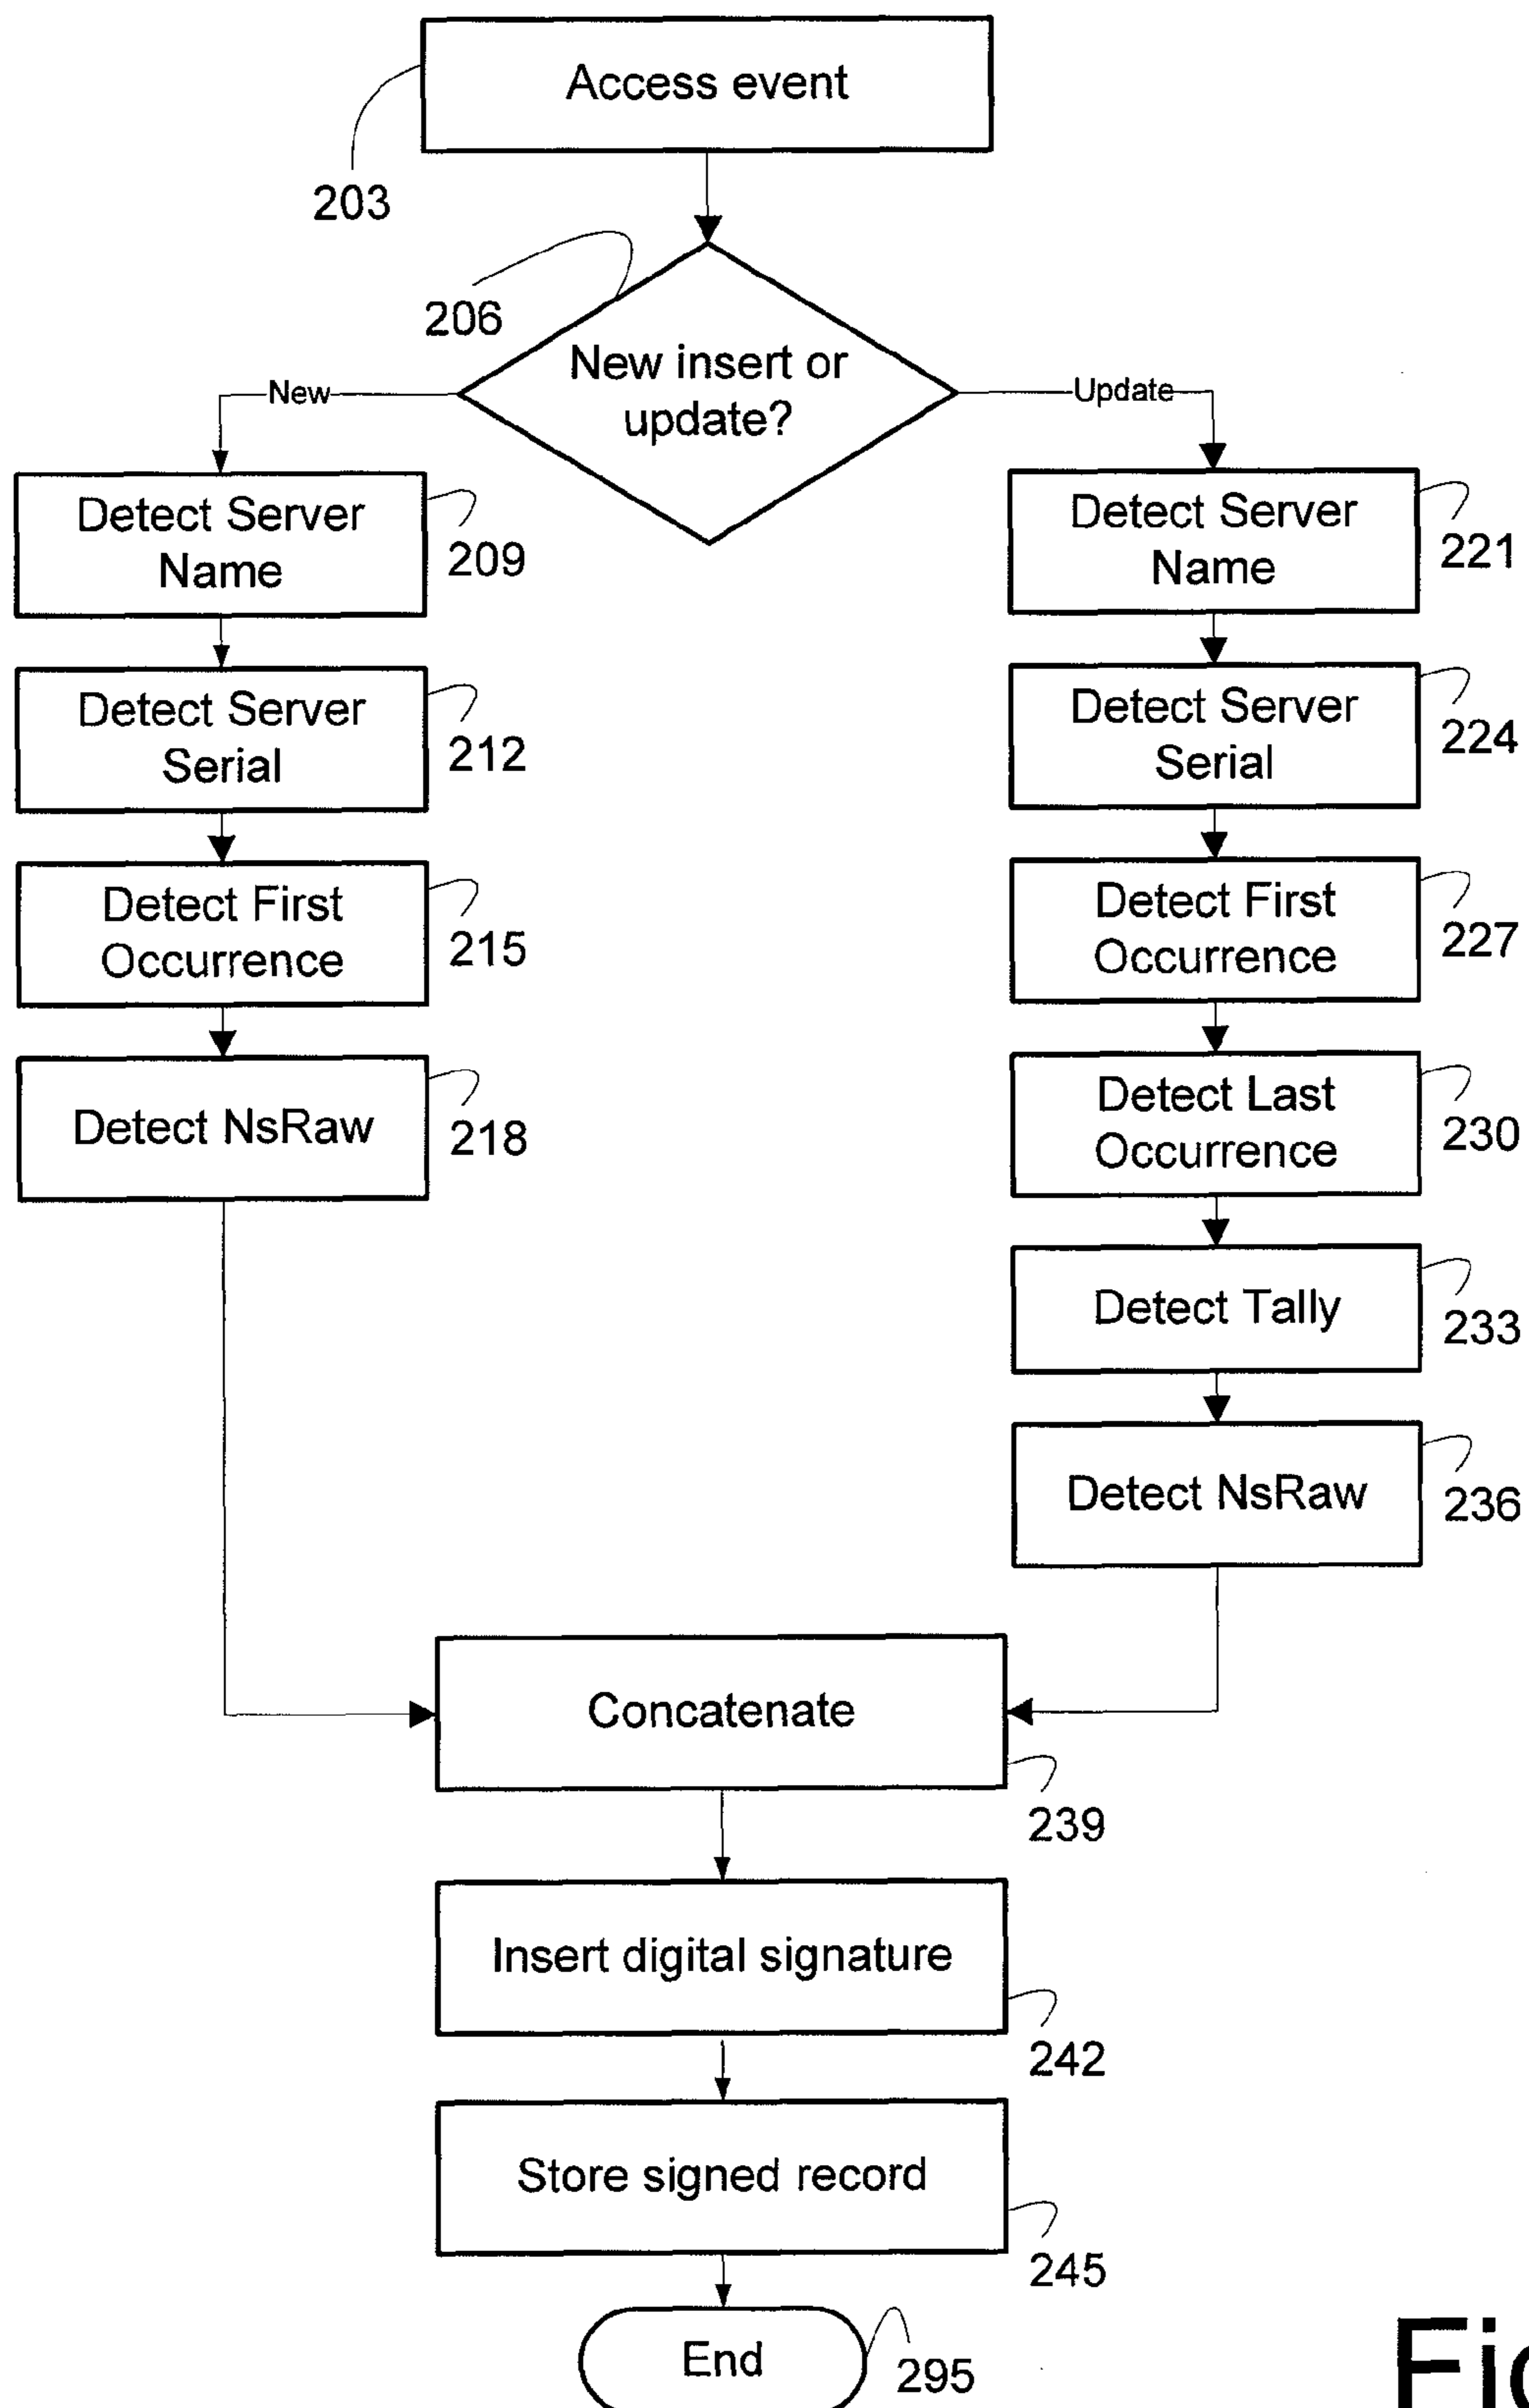 Access event
203
206
New insert or
update?
New
Update
Detect Server
Name
209
Detect Server
Serial
212
Detect First
Occurrence
215
Detect NsRaw
218
Detect Server
Name
221
Detect Server
Serial
224
Detect First
Occurrence
227
Detect Last
Occurrence
230
Detect Tally
233
Detect NsRaw
236
Concatenate
239
Insert digital signature
242
Store signed record
245
End
295